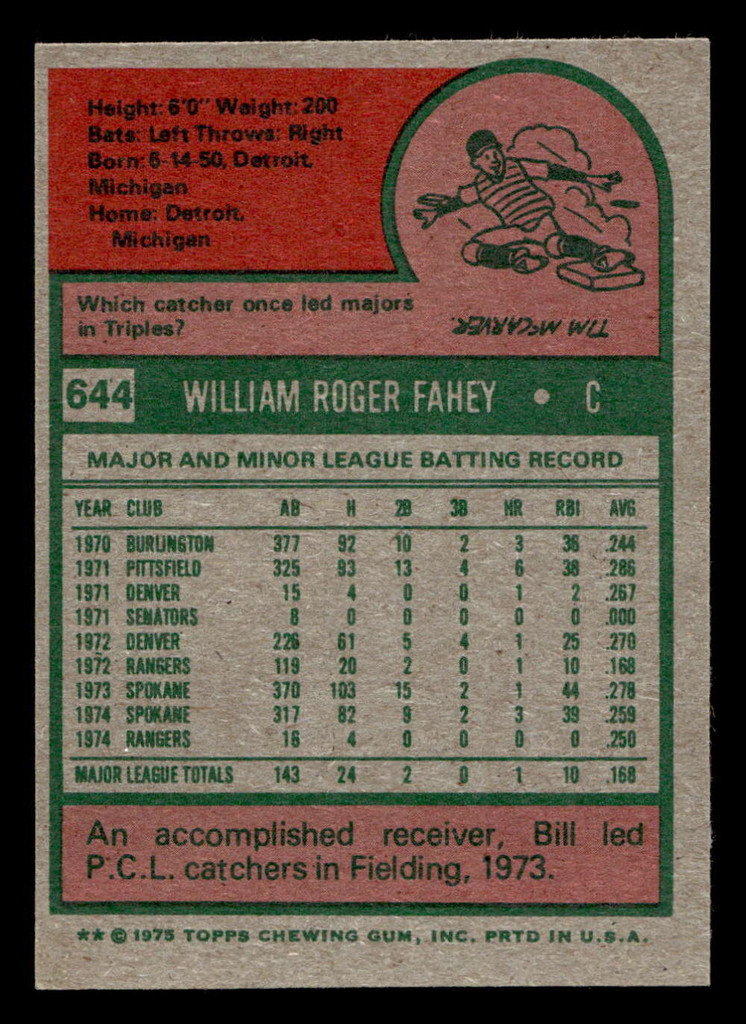 Height: 6'0" Weight: 200
Bats: Left Throws: Right
Born: 6-14-50, Detroit,
Michigan
Home: Detroit,
Michigan
Which catcher once led majors
in Triples?
TIM McCARVER.
644 WILLIAM ROGER FAHEY • C
MAJOR AND MINOR LEAGUE BATTING RECORD
YEAR CLUB AB H 2B 3B HR RBI AVG
1970 BURLINGTON 377 92 10 2 3 36 .244
1971 PITTSFIELD 325 93 13 4 6 38 .286
1971 DENVER 15 4 0 0 1 2 .267
1971 SENATORS 8 0 0 0 0 0 .000
1972 DENVER 226 61 5 4 1 25 .270
1972 RANGERS 119 20 2 0 1 10 .168
1973 SPOKANE 370 103 15 2 1 44 .278
1974 SPOKANE 317 82 9 2 3 39 .259
1974 RANGERS 16 4 0 0 0 0 .250
MAJOR LEAGUE TOTALS 143 24 2 0 1 10 .168
An accomplished receiver, Bill led
P.C.L. catchers in Fielding, 1973.
** © 1975 TOPPS CHEWING GUM, INC. PRTD IN U.S.A.